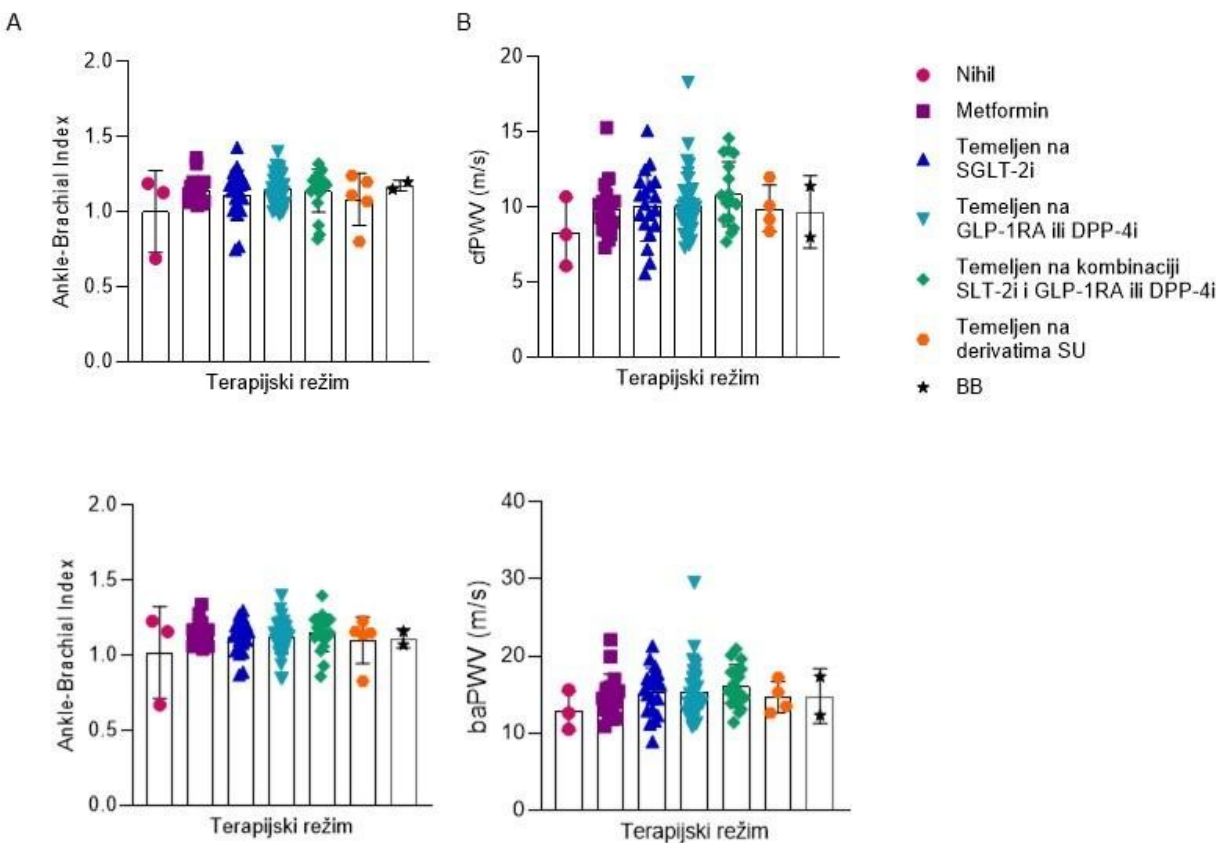 A
2.0
1.5
1.0
0.5
0.0
Ankle-Brachial Index
Terapijski režim
B
20
15
10
5
0
cfPWV (m/s)
Terapijski režim
Nihil
Metformin
Temeljen na
SGLT-2i
Temeljen na
GLP-1RA ili DPP-4i
Temeljen na kombinaciji
SLT-2i i GLP-1RA ili DPP-4i
Temeljen na
derivatima SU
BB
2.0
1.5
1.0
0.5
0.0
Ankle-Brachial Index
Terapijski režim
40
30
20
10
0
baPWV (m/s)
Terapijski režim